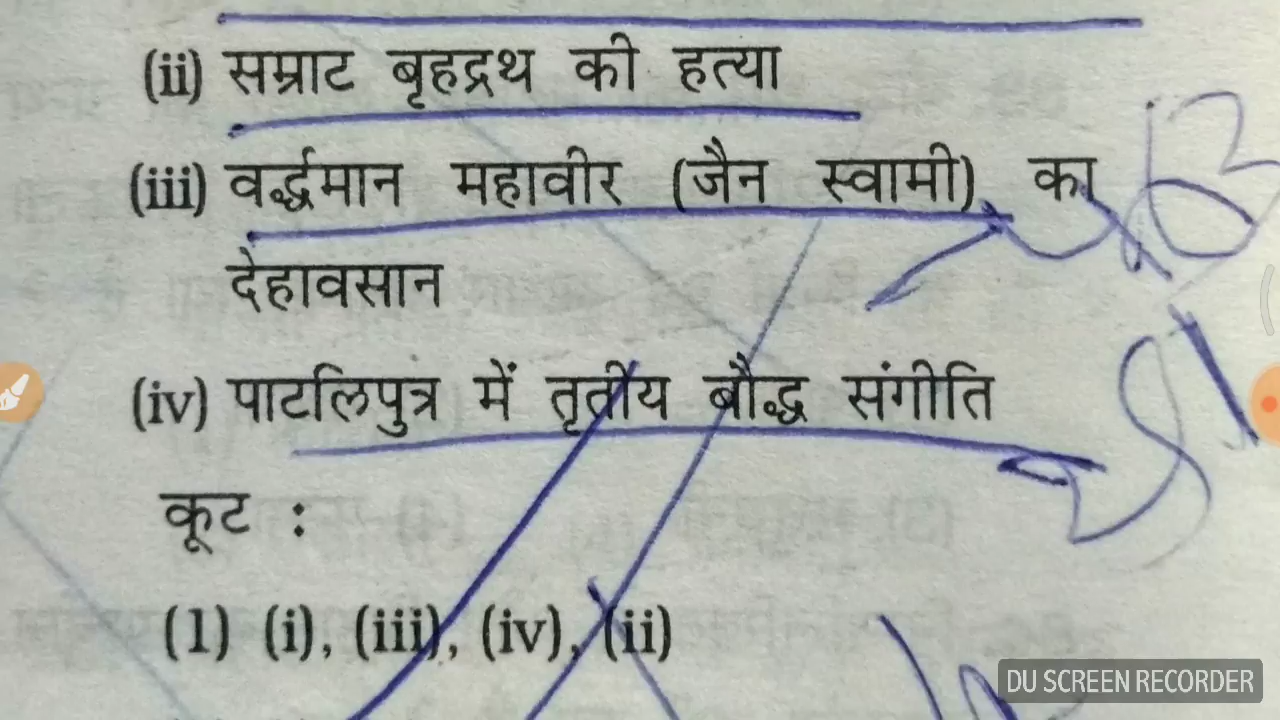 (ii) सम्राट बृहद्रथ की हत्या
(iii) वर्द्धमान महावीर (जैन स्वामी) का
देहावसान
(iv) पाटलिपुत्र में तृतीय बौद्ध संगीति
कूट :
(1) (i), (iii), (iv), (ii)
DU SCREEN RECORDER